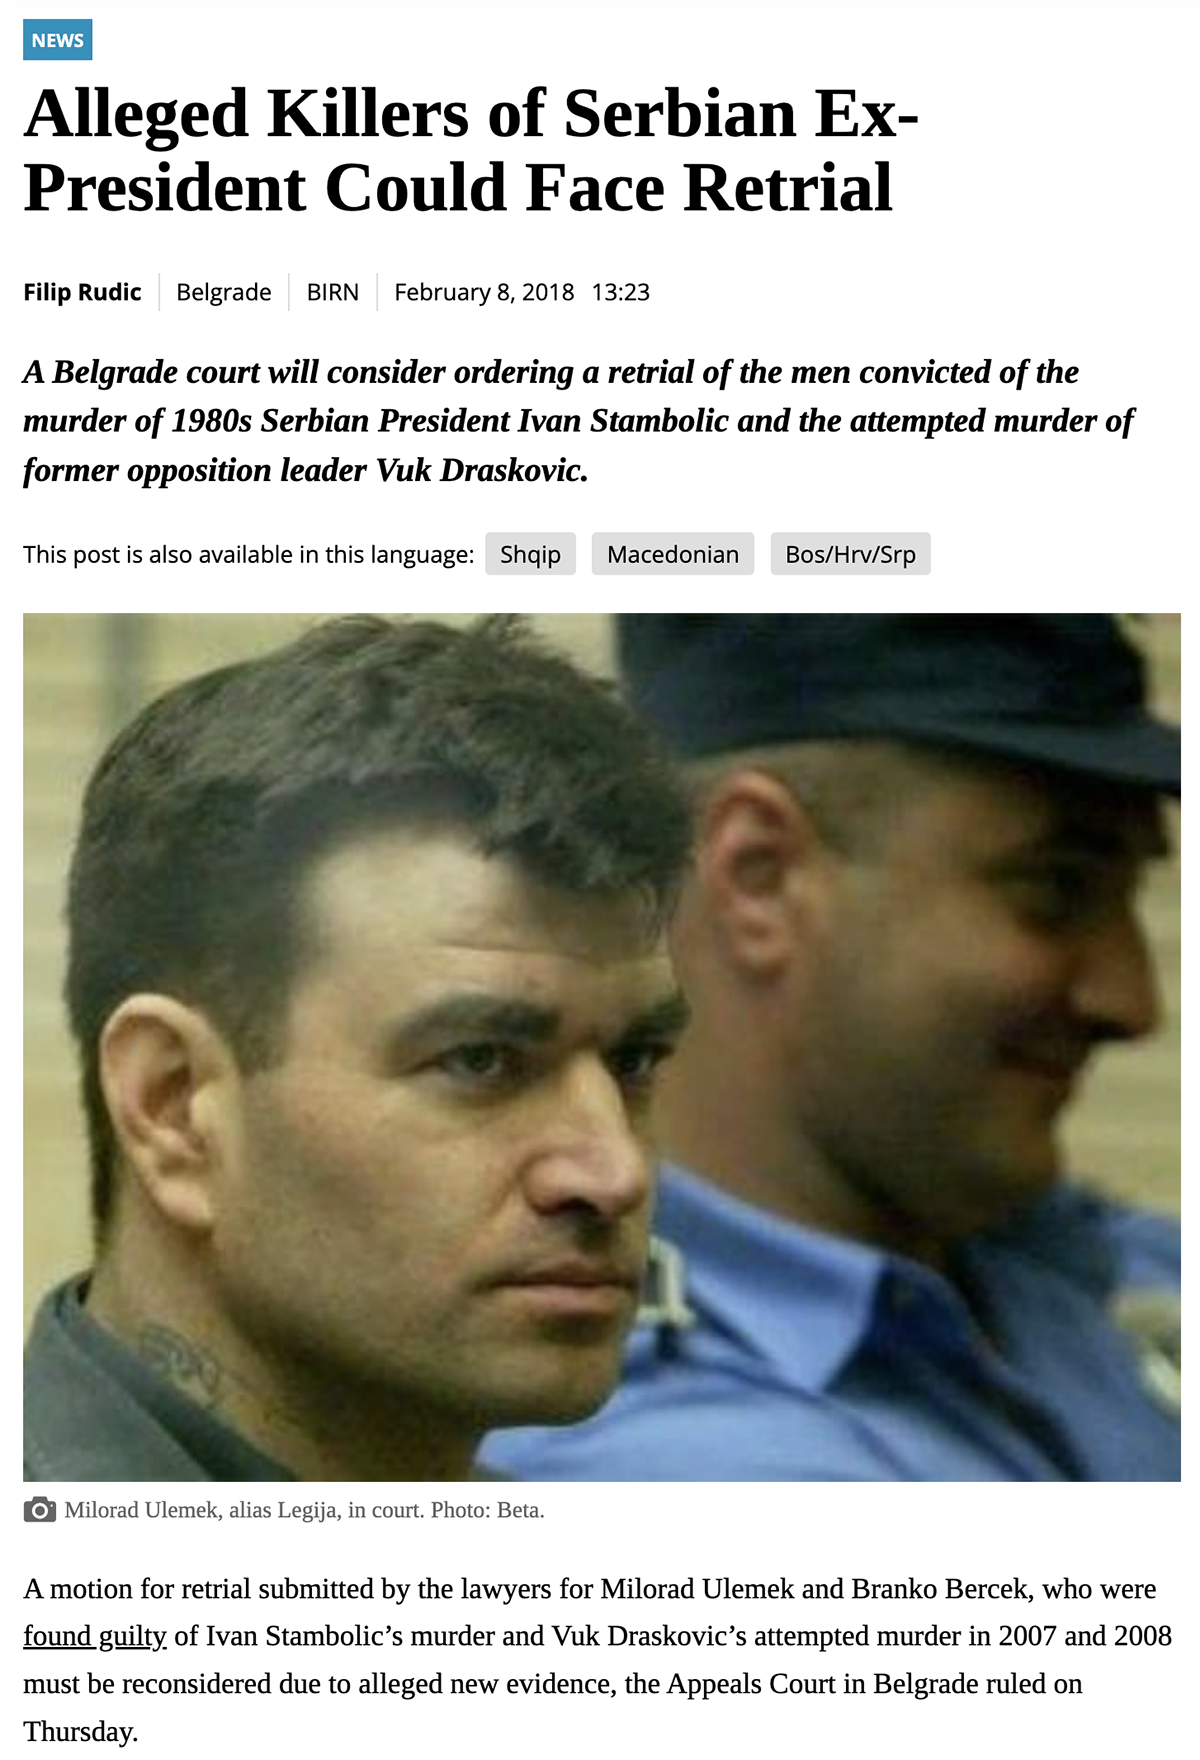 NEWS
Alleged Killers of Serbian Ex-
President Could Face Retrial
Filip Rudic Belgrade BIRN February 8, 2018 13:23
A Belgrade court will consider ordering a retrial of the men convicted of the
murder of 1980s Serbian President Ivan Stambolic and the attempted murder of
former opposition leader Vuk Draskovic.
This post is also available in this language: Shqip Macedonian Bos/Hrv/Srp
Milorad Ulemek, alias Legija, in court. Photo: Beta.
A motion for retrial submitted by the lawyers for Milorad Ulemek and Branko Bercek, who were
found guilty of Ivan Stambolic’s murder and Vuk Draskovic’s attempted murder in 2007 and 2008
must be reconsidered due to alleged new evidence, the Appeals Court in Belgrade ruled on
Thursday.